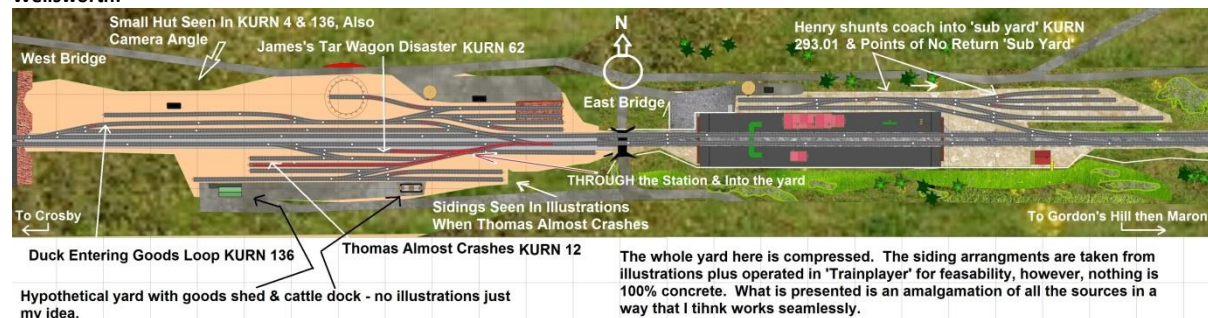 Wellsworth
Small Hut Seen In KURN 4 & 136, Also
Camera Angle
N
Henry shunts coach into 'sub yard' KURN
293.01 & Points of No Return 'Sub Yard'
James's Tar Wagon Disaster KURN 62
West Bridge
East Bridge
THROUGH the Station & Into the yard
To Crosby
Sidings Seen In Illustrations
When Thomas Almost Crashes
To Gordon's Hill then Maron
Duck Entering Goods Loop KURN 136
Thomas Almost Crashes KURN 12
Hypothetical yard with goods shed & cattle dock - no illustrations just
my idea.
The whole yard here is compressed. The siding arrangments are taken from
illustrations plus operated in 'Trainplayer' for feasability, however, nothing is
100% concrete. What is presented is an amalgamation of all the sources in a
way that I tihnk works seamlessly.